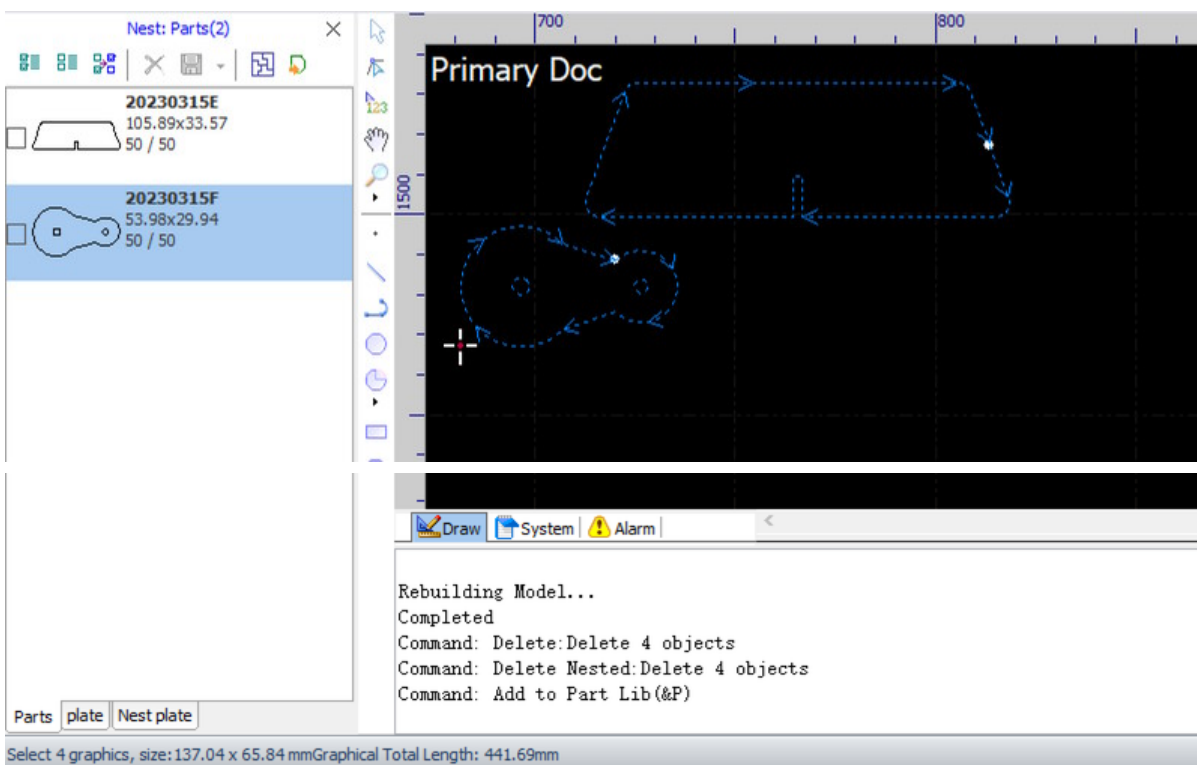 Nest: Parts(2)
20230315E
105.89x33.57
50 / 50
20230315F
53.98x29.94
50 / 50
123
700
800
1500
Primary Doc
Draw
System
Alarm
Rebuilding Model...
Completed
Command: Delete:Delete 4 objects
Command: Delete Nested:Delete 4 objects
Command: Add to Part Lib(&P)
Parts
plate
Nest plate
Select 4 graphics, size:137.04 x 65.84 mmGraphical Total Length: 441.69mm